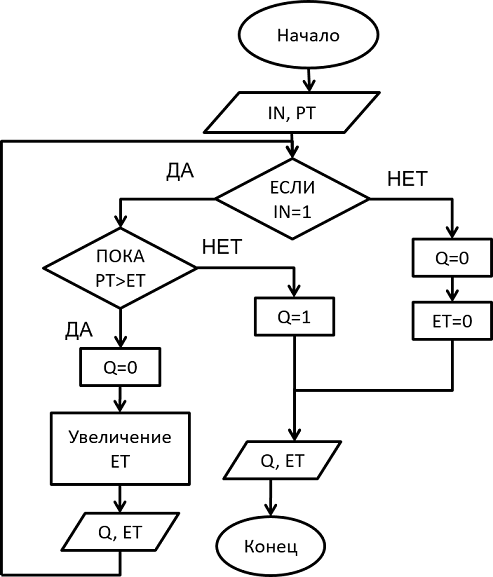 Начало
IN, PT
ДА
ЕСЛИ
IN=1
НЕТ
ПОКА
PT>ET
НЕТ
Q=0
Q=1
ET=0
ДА
Q=0
Увеличение
ET
Q, ET
Q, ET
Конец